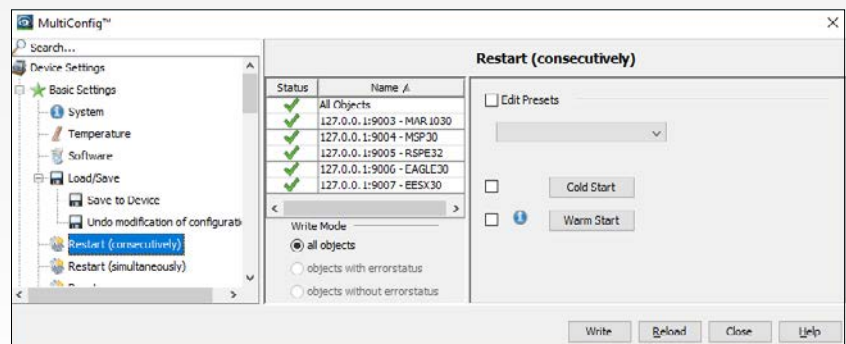 MultiConfig™
Search...
Device Settings
Basic Settings
System
Temperature
Software
Load/Save
Save to Device
Undo modification of configurati
Restart (consecutively)
Restart (simultaneously)
Restart (consecutively)
Status Name
All Objects
127.0.0.1:9003 - MAR1030
127.0.0.1:9004 - MSP30
127.0.0.1:9005 - RSPE32
127.0.0.1:9006 - EAGLE30
127.0.0.1:9007 - EESX30
Write Mode
all objects
objects with errorstatus
objects without errorstatus
Edit Presets
Cold Start
Warm Start
Write Reload Close Help